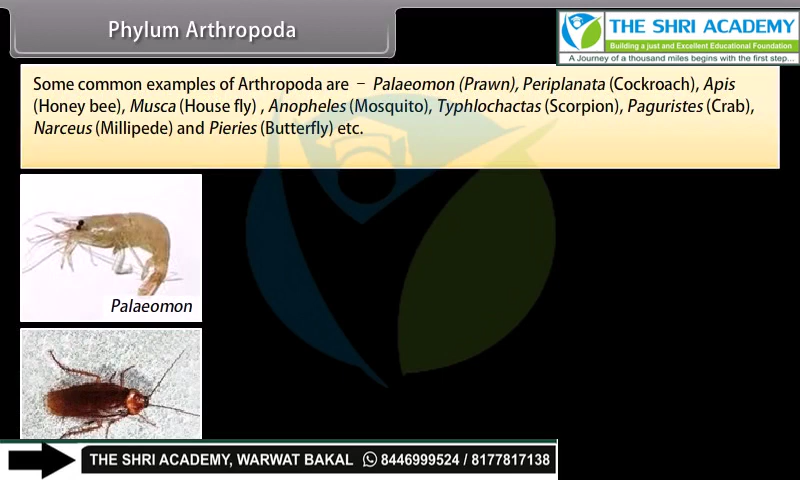 Phylum Arthropoda
THE SHRI ACADEMY
Building a just and Excellent Educational Foundation
A Journey of a thousand miles begins with the first step...
Some common examples of Arthropoda are – Palaeomon (Prawn), Periplanata (Cockroach), Apis
(Honey bee), Musca (House fly) , Anopheles (Mosquito), Typhlochactas (Scorpion), Paguristes (Crab),
Narceus (Millipede) and Pieries (Butterfly) etc.
Palaeomon
THE SHRI ACADEMY, WARWAT BAKAL 8446999524 / 8177817138